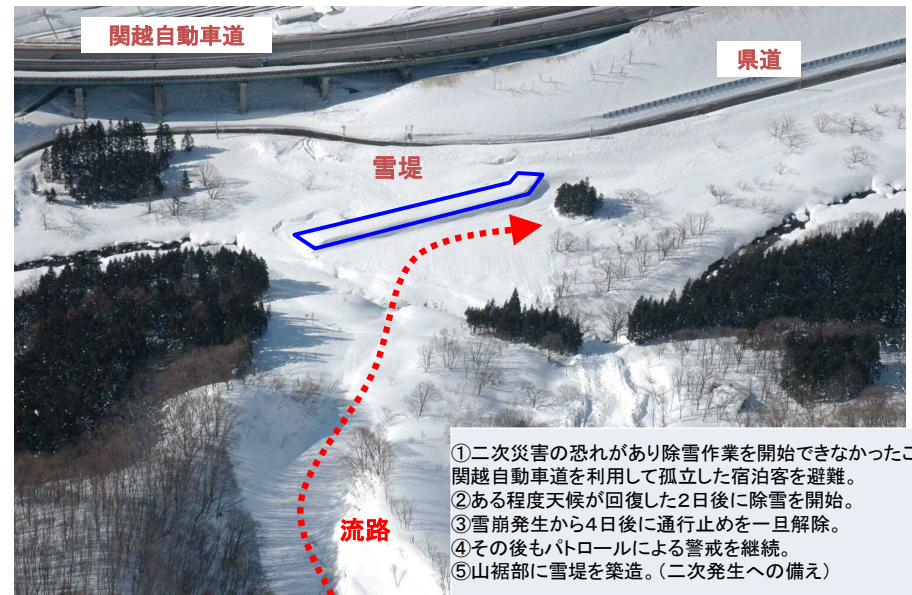 関越自動車道
県道
雪堤
流路
①二次災害の恐れがあり除雪作業を開始できなかったこ
関越自動車道を利用して孤立した宿泊客を避難。
②ある程度天候が回復した2日後に除雪を開始。
③雪崩発生から4日後に通行止めを一旦解除。
④その後もパトロールによる警戒を継続。
⑤山裾部に雪堤を築造。（二次発生への備え）